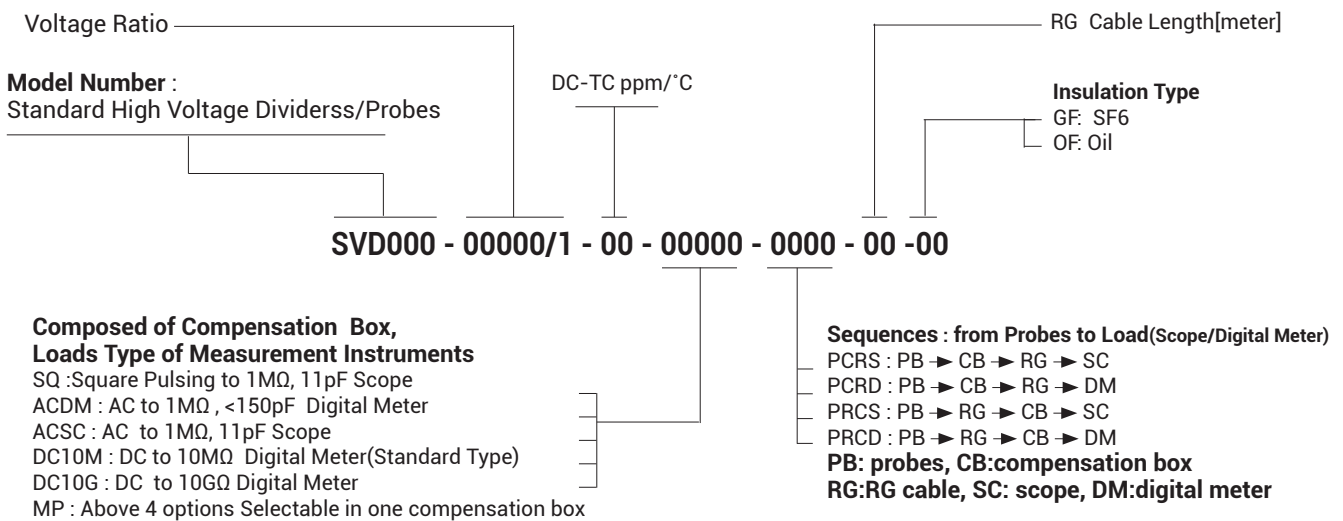 Voltage Ratio
RG Cable Length[meter]
Model Number :
Standard High Voltage Dividerss/Probes
DC-TC ppm/˚C
Insulation Type
GF: SF6
OF: Oil
SVD000 - 00000/1 - 00 - 00000 - 0000 - 00 -00
Composed of Compensation Box,
Loads Type of Measurement Instruments
SQ :Square Pulsing to 1MΩ, 11pF Scope
ACDM : AC to 1MΩ , <150pF Digital Meter
ACSC : AC to 1MΩ, 11pF Scope
DC10M : DC to 10MΩ Digital Meter(Standard Type)
DC10G : DC to 10GΩ Digital Meter
MP : Above 4 options Selectable in one compensation box
Sequences : from Probes to Load(Scope/Digital Meter)
PCRS : PB → CB → RG → SC
PCRD : PB → CB → RG → DM
PRCS : PB → RG → CB → SC
PRCD : PB → RG → CB → DM
PB: probes, CB:compensation box
RG:RG cable, SC: scope, DM:digital meter